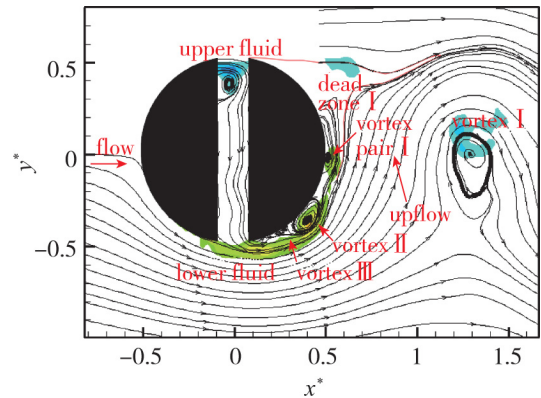 upper fluid
dead
zone Ⅰ
vortex
pair Ⅰ
vortex Ⅰ
flow
upflow
vortex Ⅱ
lower fluid
vortex Ⅲ
y*
0.5
0
−0.5
−0.5
0
0.5
1
1.5
x*